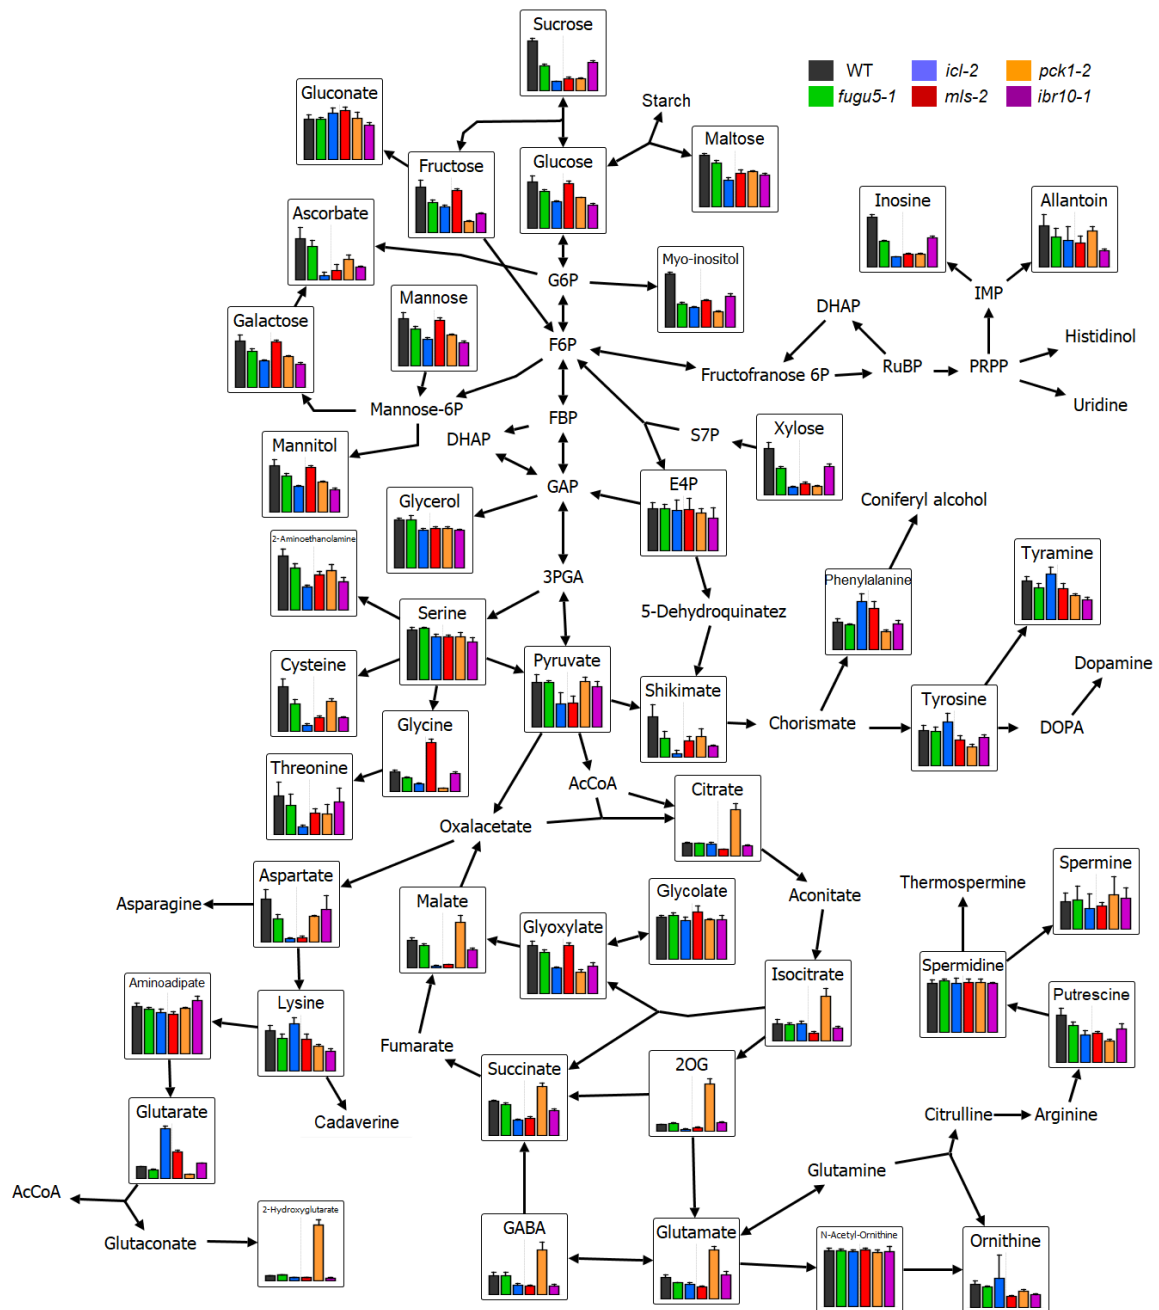 Sucrose
WT
icl-2
pck1-2
fugu5-1
mls-2
ibr10-1
Gluconate
Starch
Maltose
Fructose
Glucose
Inosine
Allantoin
Ascorbate
Myo-inositol
G6P
Mannose
IMP
DHAP
Galactose
F6P
Histidinol
Fructofranose 6P
RuBP
PRPP
Mannose-6P
Uridine
FBP
DHAP
S7P
Xylose
Mannitol
GAP
E4P
Glycerol
Coniferyl alcohol
2-Aminoethanolamine
Tyramine
3PGA
Phenylalanine
Serine
5-Dehydroquinatez
Cysteine
Pyruvate
Dopamine
Shikimate
Tyrosine
Glycine
Chorismate
DOPA
Threonine
AcCoA
Citrate
Oxalacetate
Aspartate
Spermine
Thermospermine
Asparagine
Malate
Glycolate
Aconitate
Glyoxylate
Spermidine
Aminoadipate
Isocitrate
Lysine
Putrescine
Fumarate
Succinate
2OG
Glutarate
Citrulline
Arginine
Cadaverine
Glutamine
AcCoA
2-Hydroxyglutarate
GABA
Glutamate
N-Acetyl-Ornithine
Ornithine
Glutaconate